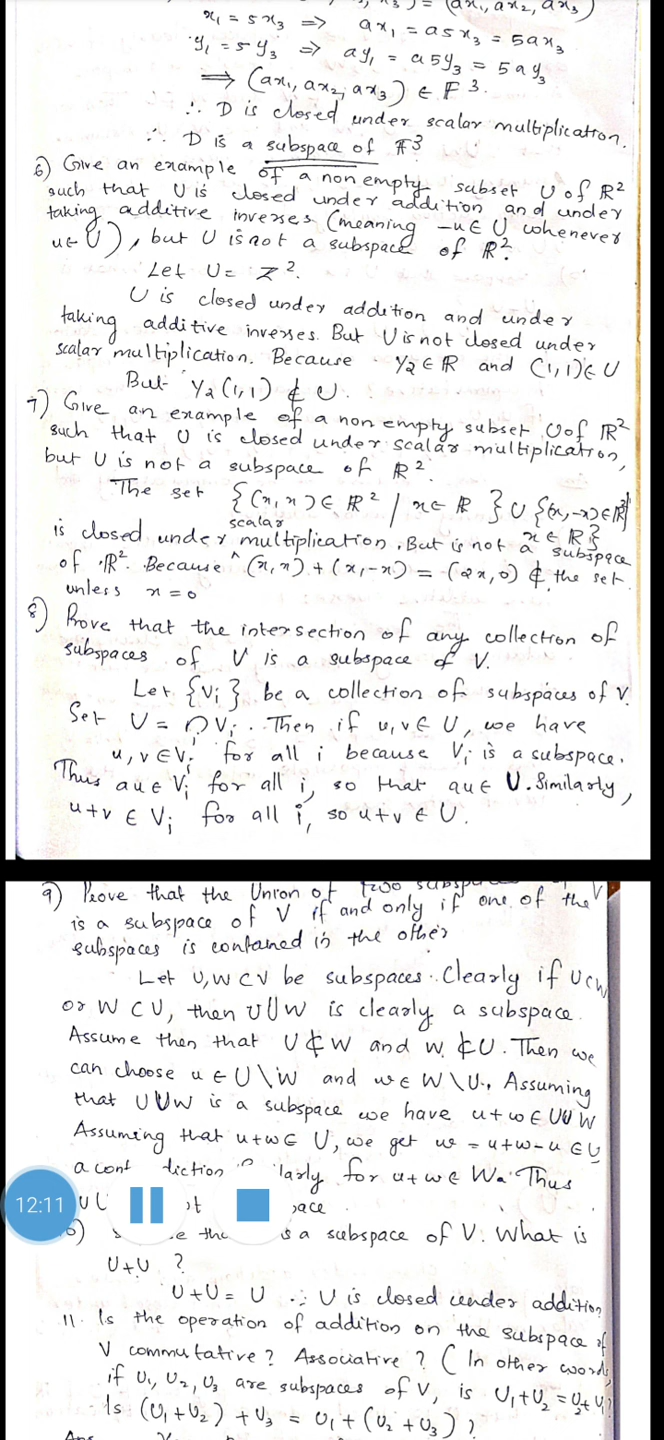 x₁ = 5x₃ ⟹ ax₁ = a5x₃ = 5ax₃
y₁ = 5y₃ ⟹ ay₁ = a5y₃ = 5ay₃
⟹ (ax₁, ax₂, ax₃) ∈ F³.
∴ D is closed under scalar multiplication.
∴ D is a subspace of F³
6) Give an example of a non empty subset U of ℝ²
such that U is closed under addition and under
taking additive inverses (meaning -u ∈ U whenever
u ∈ U), but U is not a subspace of ℝ².
Let U = Z².
U is closed under addition and under
taking additive inverses. But U is not closed under
scalar multiplication. Because ½ ∈ ℝ and (1,1) ∈ U
But ½(1,1) ∉ U.
7) Give an example of a non empty subset U of ℝ²
such that U is closed under scalar multiplication,
but U is not a subspace of ℝ².
The set {(x, x) ∈ ℝ² / x ∈ ℝ} ∪ {(x, -x) ∈ ℝ²/
x ∈ ℝ}
is closed under scalar multiplication. But is not a subspace
of ℝ². Because (x, x) + (x, -x) = (2x, 0) ∉ the set
unless x = 0
8) Prove that the intersection of any collection of
subspaces of V is a subspace of V.
Let {Vᵢ} be a collection of subspaces of V.
Set U = ∩Vᵢ. Then if u, v ∈ U, we have
u, v ∈ Vᵢ for all i because Vᵢ is a subspace.
Thus au ∈ Vᵢ for all i, so that au ∈ U. Similarly,
u+v ∈ Vᵢ for all i, so u+v ∈ U.
9) Prove that the Union of two
is a subspace of V if and only if one of the V
subspaces is contained in the other
Let U, W ⊂ V be subspaces. Clearly if U ⊂ W
or W ⊂ U, then U∪W is clearly a subspace.
Assume then that U ⊄ W and W ⊄ U. Then we
can choose u ∈ U\W and w ∈ W\U. Assuming
that U∪W is a subspace we have u+w ∈ U∪W
Assuming that u+w ∈ U, we get w = u+w-u ∈ U
a for u+w ∈ W. Thus
12:11
is a subspace of V. What is
U+U ?
U+U = U ∴ U is closed under addition
11. Is the operation of addition on the subspace of
V commutative? Associative? (In other words,
if U₁, U₂, U₃ are subspaces of V, is U₁+U₂ = U₂+U₁?
Is (U₁+U₂) + U₃ = U₁ + (U₂+U₃) ?